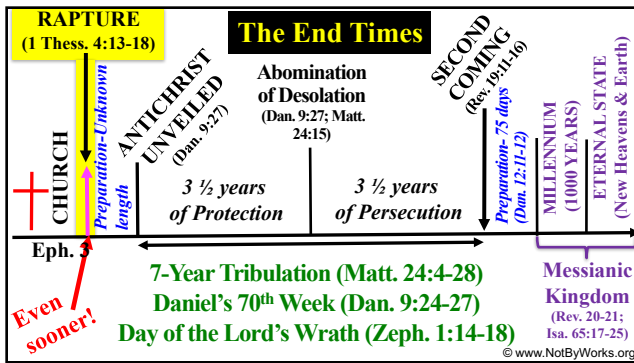 RAPTURE
(1 Thess. 4:13-18)
The End Times
CHURCH
Preparation-Unknown
length
ANTICHRIST
UNVEILED
(Dan. 9:27)
Abomination
of Desolation
(Dan. 9:27; Matt.
24:15)
SECOND
COMING
(Rev. 19:11-16)
Preparation- 75 days
(Dan. 12:11-12)
MILLENNIUM
(1000 YEARS)
ETERNAL STATE
(New Heavens & Earth)
3 ½ years
of Protection
3 ½ years
of Persecution
Eph. 3
Even
sooner!
7-Year Tribulation (Matt. 24:4-28)
Daniel's 70th Week (Dan. 9:24-27)
Day of the Lord's Wrath (Zeph. 1:14-18)
Messianic
Kingdom
(Rev. 20-21;
Isa. 65:17-25)
© www.NotByWorks.org